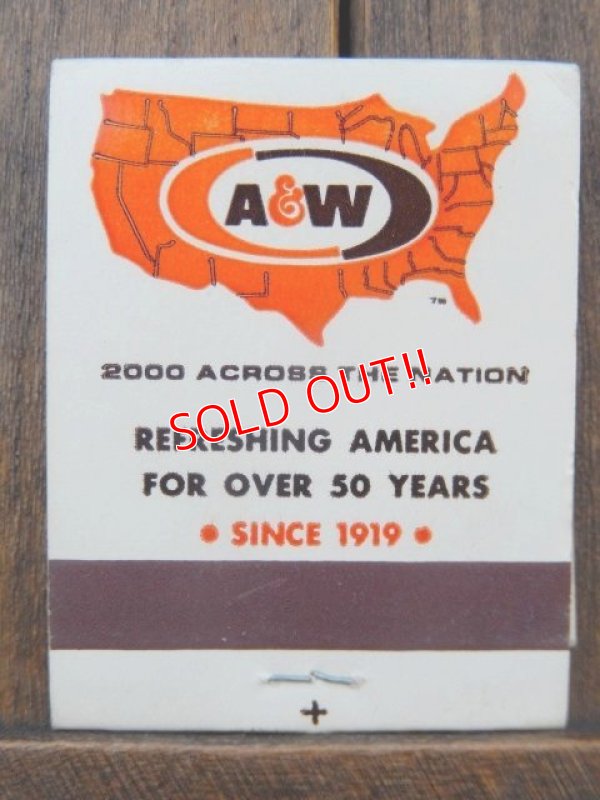 A&W
TM
2000 ACROSS THE NATION
SOLD OUT!!
REFRESHING AMERICA
FOR OVER 50 YEARS
• SINCE 1919 •
+